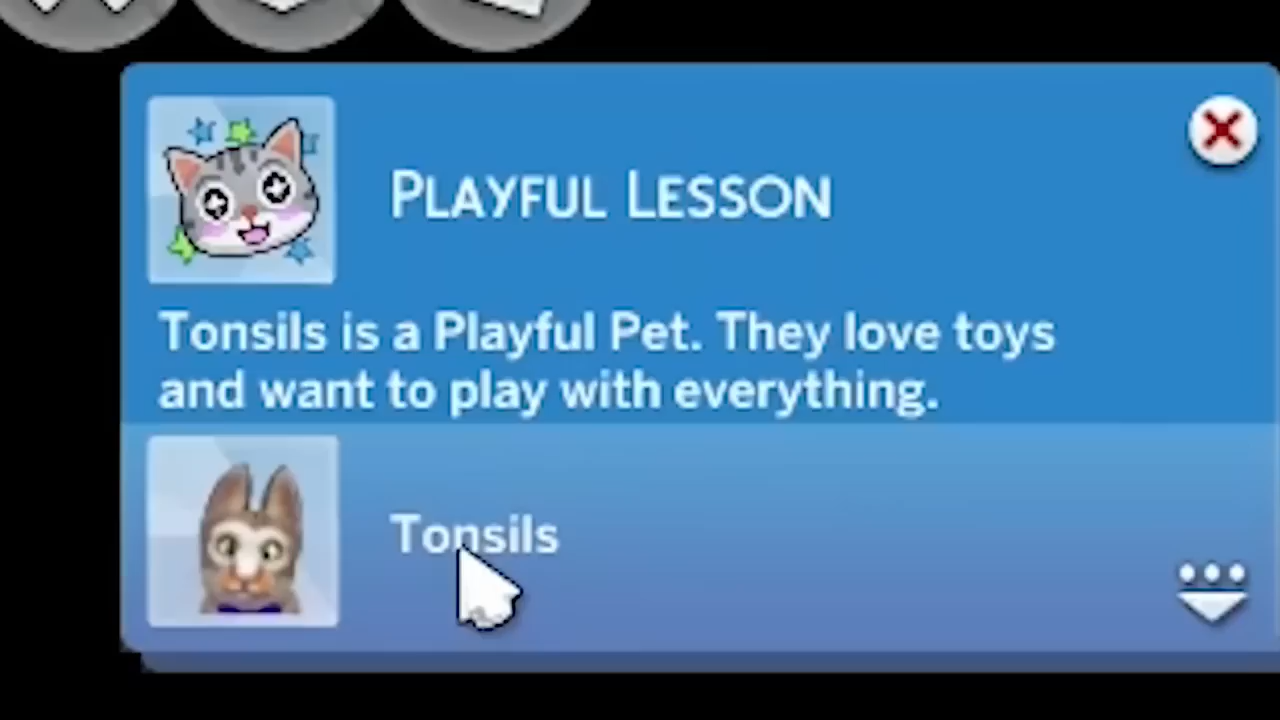 Playful Lesson
Tonsils is a Playful Pet. They love toys
and want to play with everything.
Tonsils